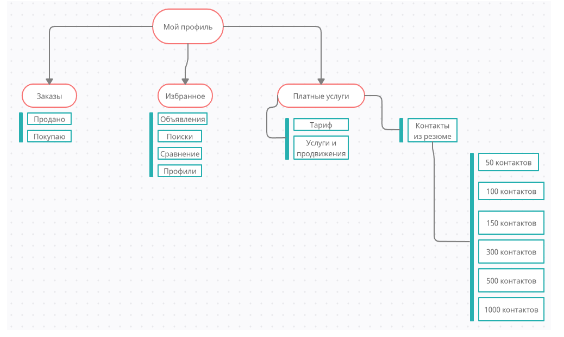 Мой профиль
Заказы
Продано
Покупаю
Избранное
Объявления
Поиски
Сравнение
Профили
Платные услуги
Тариф
Услуги и
продвижения
Контакты
из резюме
50 контактов
100 контактов
150 контактов
300 контактов
500 контактов
1000 контактов